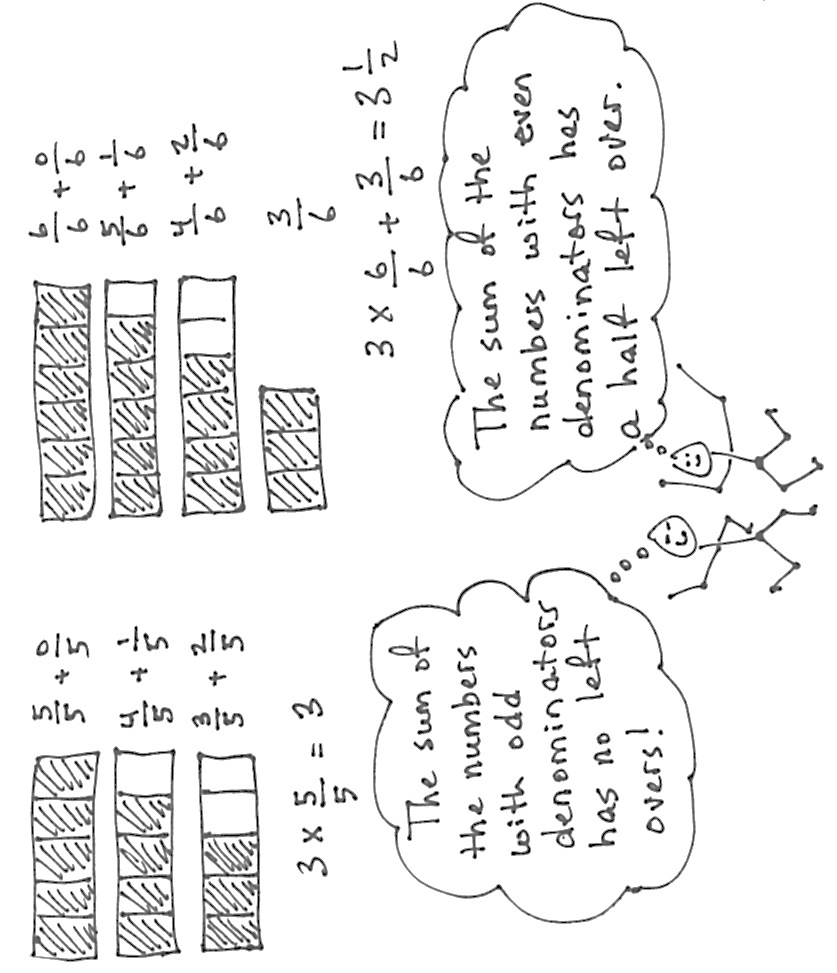 5/5 + 0/5
4/5 + 1/5
3/5 + 2/5
3 × 5/5 = 3
The sum of
the numbers
with odd
denominators
has no left
overs!
6/6 + 0/6
5/6 + 1/6
4/6 + 2/6
3/6
3 × 6/6 + 3/6 = 3 1/2
The sum of the
numbers with even
denominators has
a half left over.